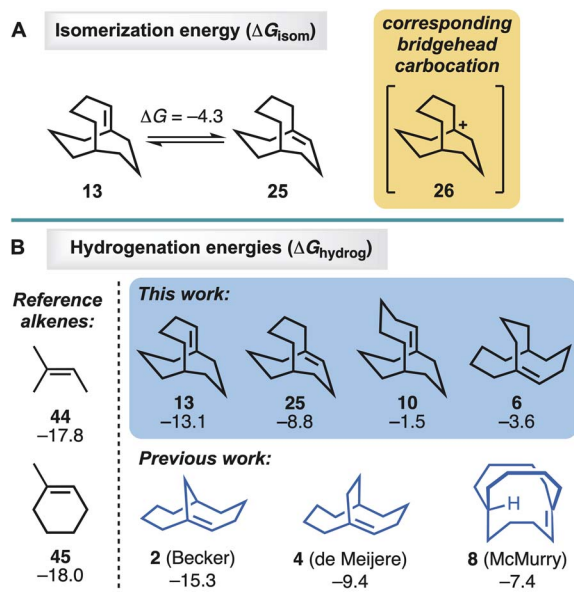 A Isomerization energy (ΔG_isom)
corresponding
bridgehead
carbocation
ΔG = –4.3
+
13 25 26
B Hydrogenation energies (ΔG_hydrog)
Reference
alkenes:
This work:
44
–17.8
13 25 10 6
–13.1 –8.8 –1.5 –3.6
Previous work:
H
45
–18.0
2 (Becker) 4 (de Meijere) 8 (McMurry)
–15.3 –9.4 –7.4